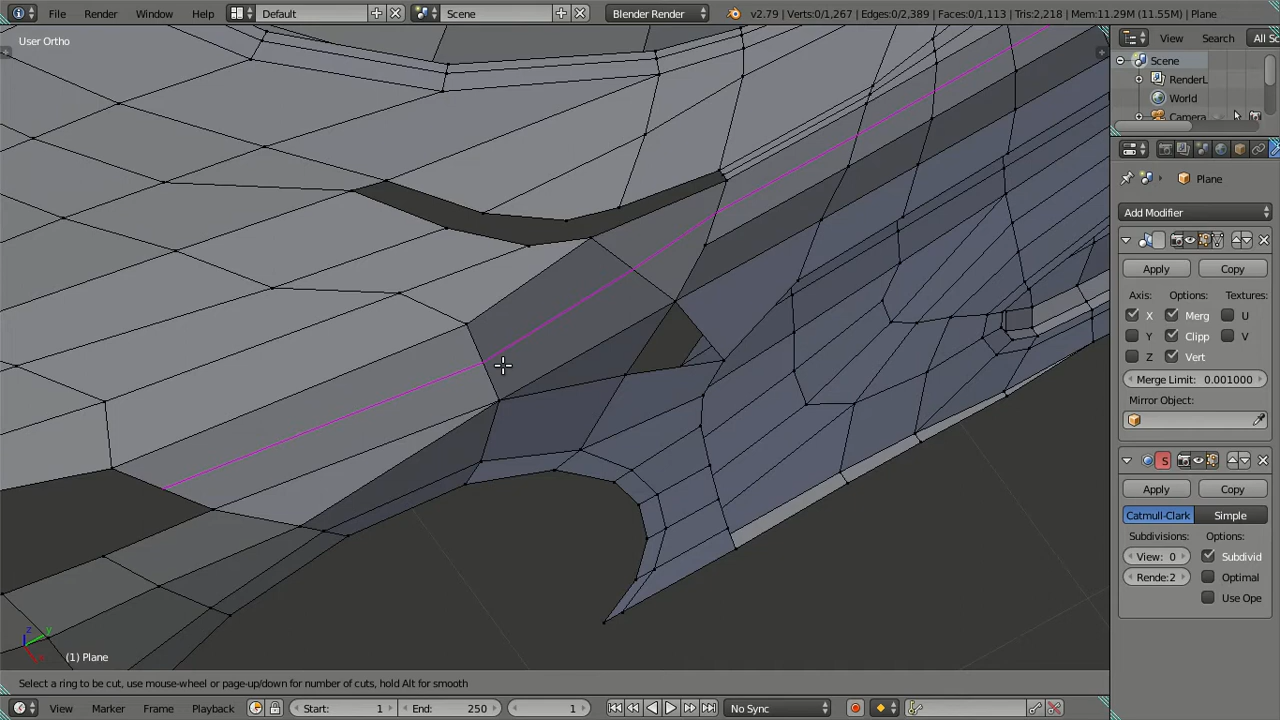 File Render Window Help Default Scene Blender Render v2.79 | Verts:0/1,267 | Edges:0/2,389 | Faces:0/1,113 | Tris:2,218 | Mem:11.29M (11.55M) | Plane
User Ortho
View Search All Sc
Scene
RenderL
World
Camera
Plane
Add Modifier
Apply Copy
Axis: Options: Textures:
X Merg U
Y Clipp V
Z Vert
Merge Limit: 0.001000
Mirror Object:
S
Apply Copy
Catmull-Clark Simple
Subdivisions: Options:
View: 0 Subdivid
Rende:2 Optimal
Use Ope
z y
(1) Plane
Select a ring to be cut, use mouse-wheel or page-up/down for number of cuts, hold Alt for smooth
View Marker Frame Playback Start: 1 End: 250 1 No Sync